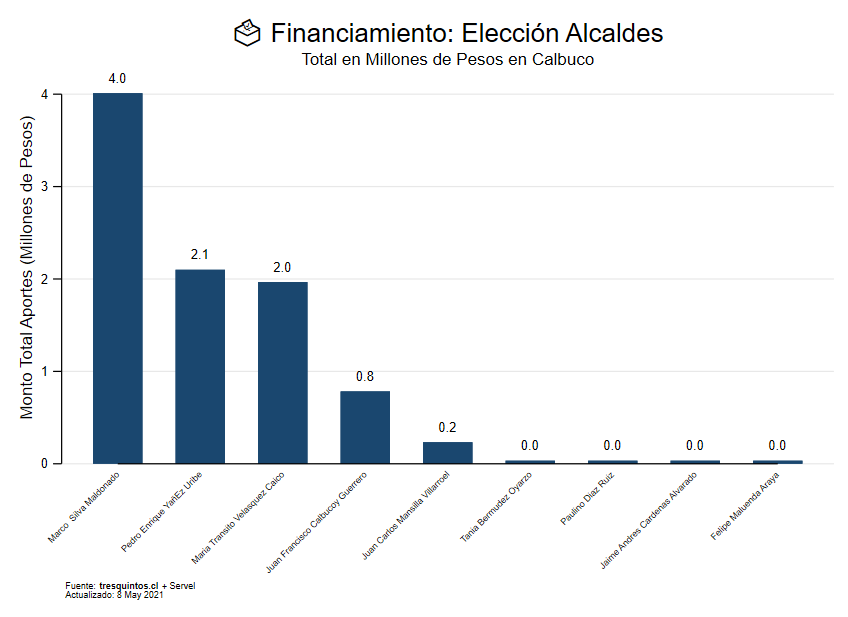 Financiamiento: Elección Alcaldes
Total en Millones de Pesos en Calbuco
Monto Total Aportes (Millones de Pesos)
4
3
2
1
0
4.0
2.1
2.0
0.8
0.2
0.0
0.0
0.0
0.0
Marco Silva Maldonado
Pedro Enrique YañEz Uribe
Maria Transito Velasquez Caico
Juan Francisco Calbucoy Guerrero
Juan Carlos Mansilla Villarroel
Tania Bermudez Oyarzo
Paulino Diaz Ruiz
Jaime Andres Cardenas Alvarado
Felipe Maluenda Araya
Fuente: tresquintos.cl + Servel
Actualizado: 8 May 2021